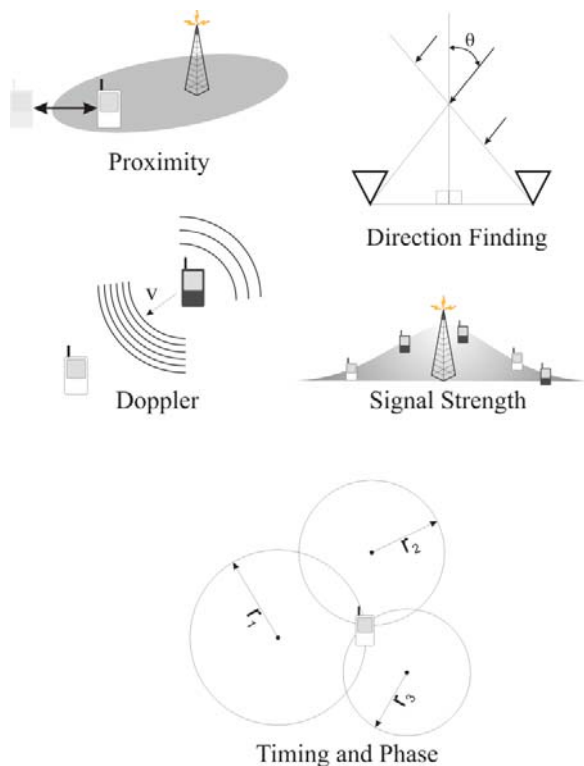 θ
Proximity
Direction Finding
v
Doppler
Signal Strength
r₂
r₁
r₃
Timing and Phase